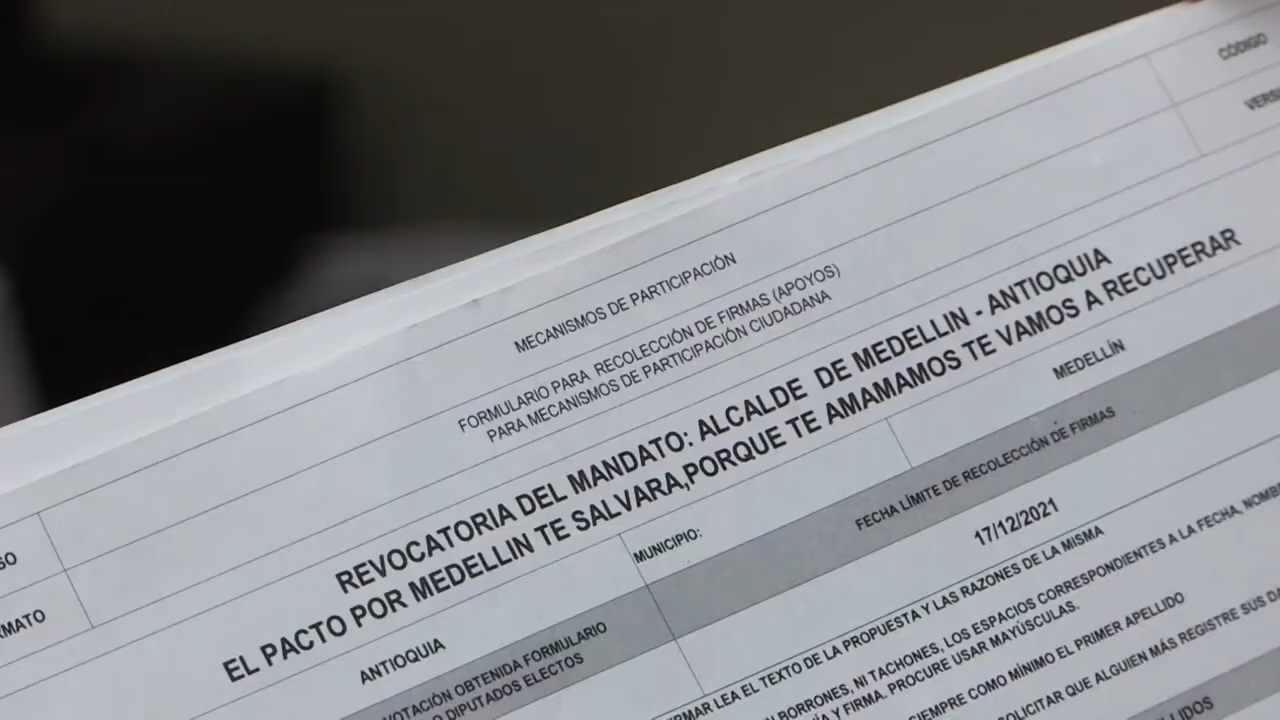 CÓDIGO
MECANISMOS DE PARTICIPACIÓN
FORMULARIO PARA RECOLECCIÓN DE FIRMAS (APOYOS)
PARA MECANISMOS DE PARTICIPACIÓN CIUDADANA
REVOCATORIA DEL MANDATO: ALCALDE DE MEDELLIN - ANTIOQUIA
EL PACTO POR MEDELLIN TE SALVARA,PORQUE TE AMAMAMOS TE VAMOS A RECUPERAR
ANTIOQUIA
MUNICIPIO:
MEDELLÍN
VOTACIÓN OBTENIDA FORMULARIO
O DIPUTADOS ELECTOS
FECHA LÍMITE DE RECOLECCIÓN DE FIRMAS
17/12/2021
LEA EL TEXTO DE LA PROPUESTA Y LAS RAZONES DE LA MISMA
BORRONES, NI TACHONES, LOS ESPACIOS CORRESPONDIENTES A LA FECHA,
Y FIRMA. PROCURE USAR MAYÚSCULAS.
SIEMPRE COMO MÍNIMO EL PRIMER APELLIDO
SOLICITAR QUE ALGUIEN MÁS REGISTRE SUS